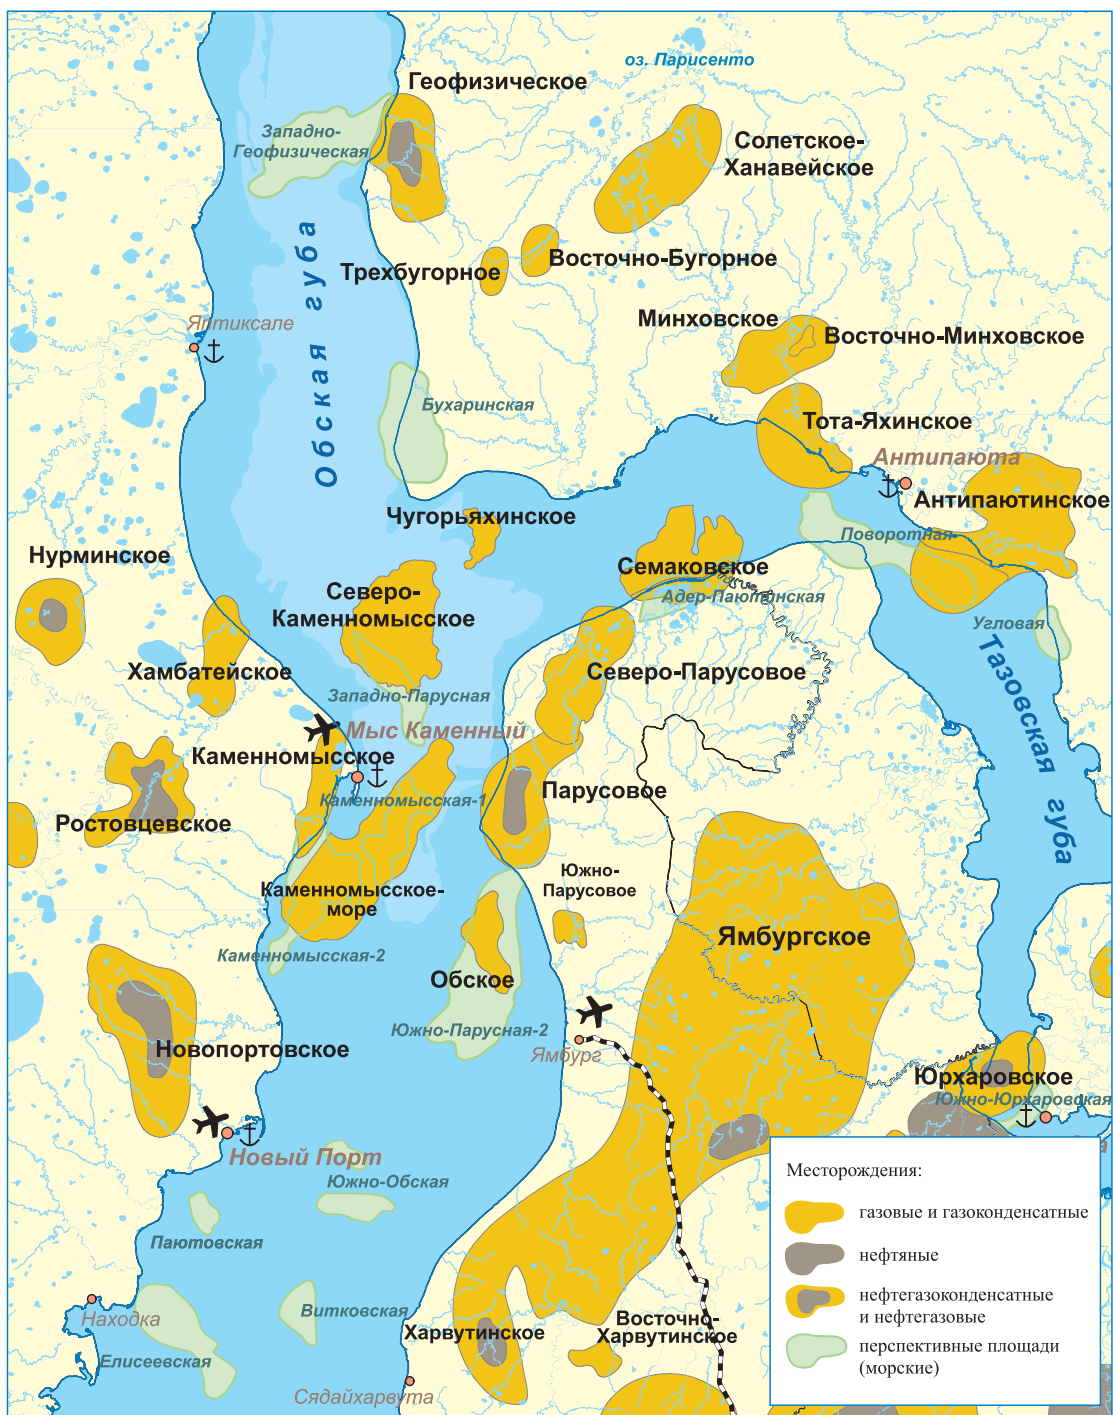 оз. Парисенто
Геофизическое
Западно-
Геофизическая
Солетское-
Ханавейское
Обская губа
Восточно-Бугорное
Трехбугорное
Яптиксале
Минховское
Восточно-Минховское
Бухаринская
Тота-Яхинское
Антипаюта
Антипаютинское
Чугорьяхинское
Поворотная
Нурминское
Семаковское
Северо-
Каменномысское
Адер-Паютинская
Угловая
Тазовская губа
Хамбатейское
Северо-Парусовое
Западно-Парусная
Мыс Каменный
Каменномысское
Парусовое
Каменномысская-1
Ростовцевское
Южно-
Парусовое
Каменномысское-
море
Ямбургское
Каменномысская-2
Обское
Южно-Парусная-2
Новопортовское
Ямбург
Юрхаровское
Южно-Юрхаровская
Новый Порт
Южно-Обская
Паютовская
Витковская
Находка
Елисеевская
Харвутинское
Восточно-
Харвутинское
Сядайхарвута
Месторождения:
газовые и газоконденсатные
нефтяные
нефтегазоконденсатные
и нефтегазовые
перспективные площади
(морские)